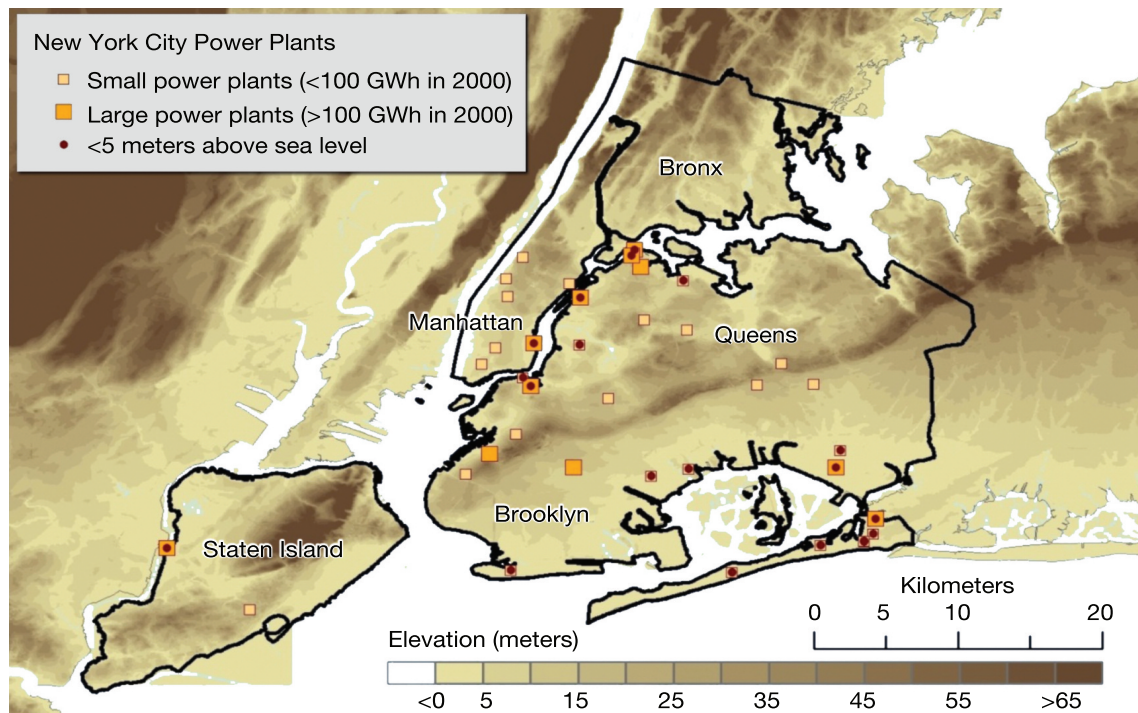 New York City Power Plants
Small power plants (<100 GWh in 2000)
Large power plants (>100 GWh in 2000)
<5 meters above sea level
Bronx
Manhattan
Queens
Brooklyn
Staten Island
Kilometers
0 5 10 20
Elevation (meters)
<0 5 15 25 35 45 55 >65